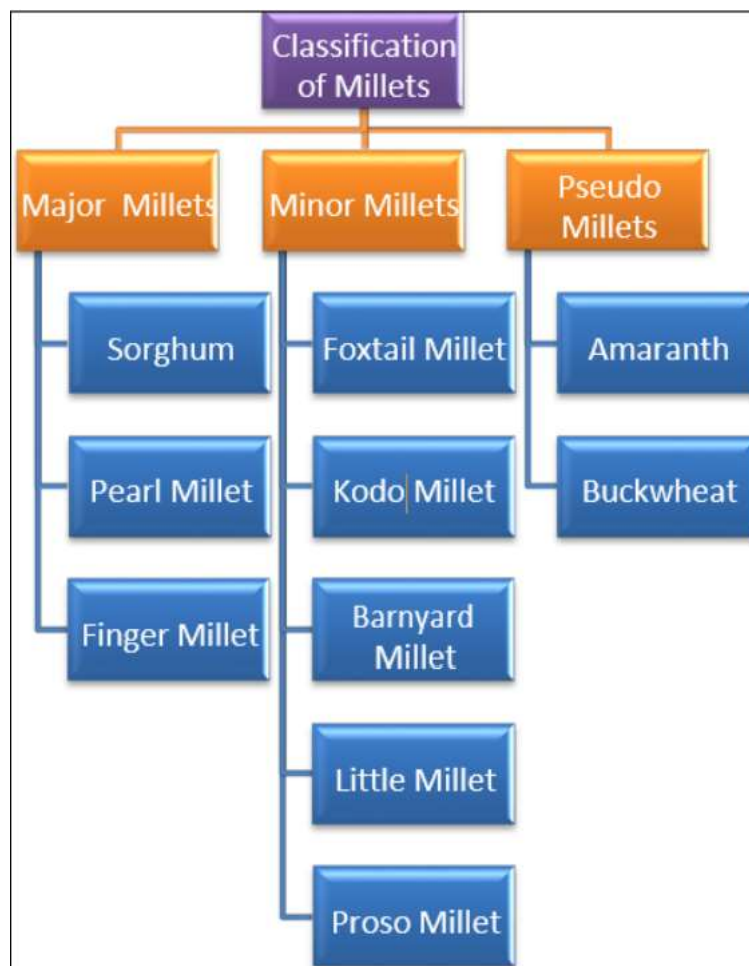 Classification
of Millets
Major Millets
Minor Millets
Pseudo
Millets
Sorghum
Foxtail Millet
Amaranth
Pearl Millet
Kodo Millet
Buckwheat
Finger Millet
Barnyard
Millet
Little Millet
Proso Millet